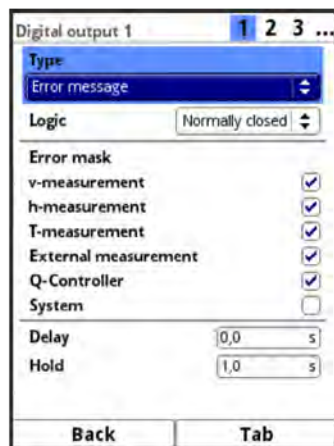 Digital output 1 1 2 3 ...
Type
Error message
Logic Normally closed
Error mask
v-measurement
h-measurement
T-measurement
External measurement
Q-Controller
System
Delay 0,0 s
Hold 1,0 s
Back Tab